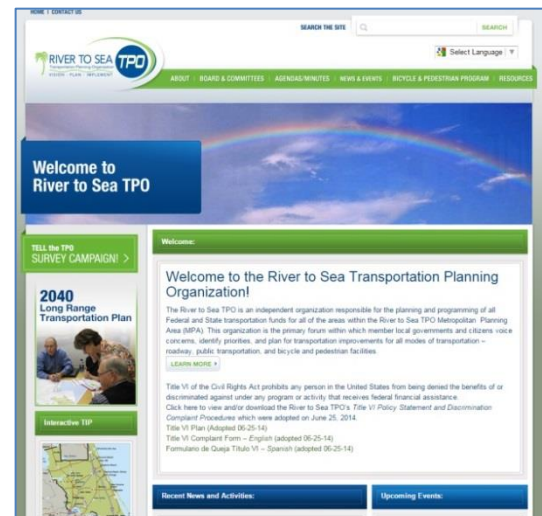 HOME | CONTACT US
SEARCH THE SITE
SEARCH
Select Language
RIVER TO SEA TPO
Transportation Planning Organization
VISION - PLAN - IMPLEMENT
ABOUT | BOARD & COMMITTEES | AGENDAS/MINUTES | NEWS & EVENTS | BICYCLE & PEDESTRIAN PROGRAM | RESOURCES
Welcome to
River to Sea TPO
TELL the TPO
SURVEY CAMPAIGN! >
2040
Long Range
Transportation Plan
Interactive TIP
Welcome:
Welcome to the River to Sea Transportation Planning
Organization!
The River to Sea TPO is an independent organization responsible for the planning and programming of all
Federal and State transportation funds for all of the areas within the River to Sea TPO Metropolitan Planning
Area (MPA). This organization is the primary forum within which member local governments and citizens voice
concerns, identify priorities, and plan for transportation improvements for all modes of transportation –
roadway, public transportation, and bicycle and pedestrian facilities.
LEARN MORE
Title VI of the Civil Rights Act prohibits any person in the United States from being denied the benefits of or
discriminated against under any program or activity that receives federal financial assistance.
Click here to view and/or download the River to Sea TPO's Title VI Policy Statement and Discrimination
Complaint Procedures which were adopted on June 25, 2014.
Title VI Plan (Adopted 06-25-14)
Title VI Complaint Form – English (adopted 06-25-14)
Formulario de Queja Título VI – Spanish (adopted 06-25-14)
Recent News and Activities:
Upcoming Events: